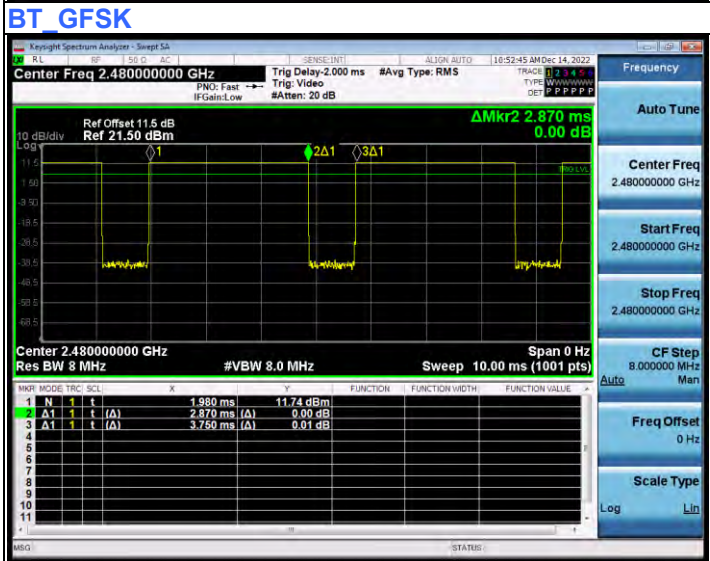 BT_GFSK
Keysight Spectrum Analyzer - Swept SA
RL RF 50 Ω AC SENSE:INT ALIGN AUTO 10:52:45 AM Dec 14, 2022
Center Freq 2.480000000 GHz Trig Delay-2.000 ms #Avg Type: RMS TRACE 1 2 3 4 5 6
PNO: Fast Trig: Video TYPE WWWWWW
IFGain:Low #Atten: 20 dB DET P P P P P P
Frequency
Auto Tune
Center Freq
2.480000000 GHz
Start Freq
2.480000000 GHz
Stop Freq
2.480000000 GHz
CF Step
8.000000 MHz
Auto Man
Freq Offset
0 Hz
Scale Type
Log Lin
ΔMkr2 2.870 ms
0.00 dB
Ref Offset 11.5 dB
10 dB/div Ref 21.50 dBm
Log
1 2Δ1 3Δ1
11.5
TRIG LVL
1.50
-8.50
-18.5
-28.5
-38.5
-48.5
-58.5
-68.5
Center 2.480000000 GHz Span 0 Hz
Res BW 8 MHz #VBW 8.0 MHz Sweep 10.00 ms (1001 pts)
MKR MODE TRC SCL X Y FUNCTION FUNCTION WIDTH FUNCTION VALUE
1 N 1 t 1.980 ms 11.74 dBm
2 Δ1 1 t (Δ) 2.870 ms (Δ) 0.00 dB
3 Δ1 1 t (Δ) 3.750 ms (Δ) 0.01 dB
4
5
6
7
8
9
10
11
MSG STATUS